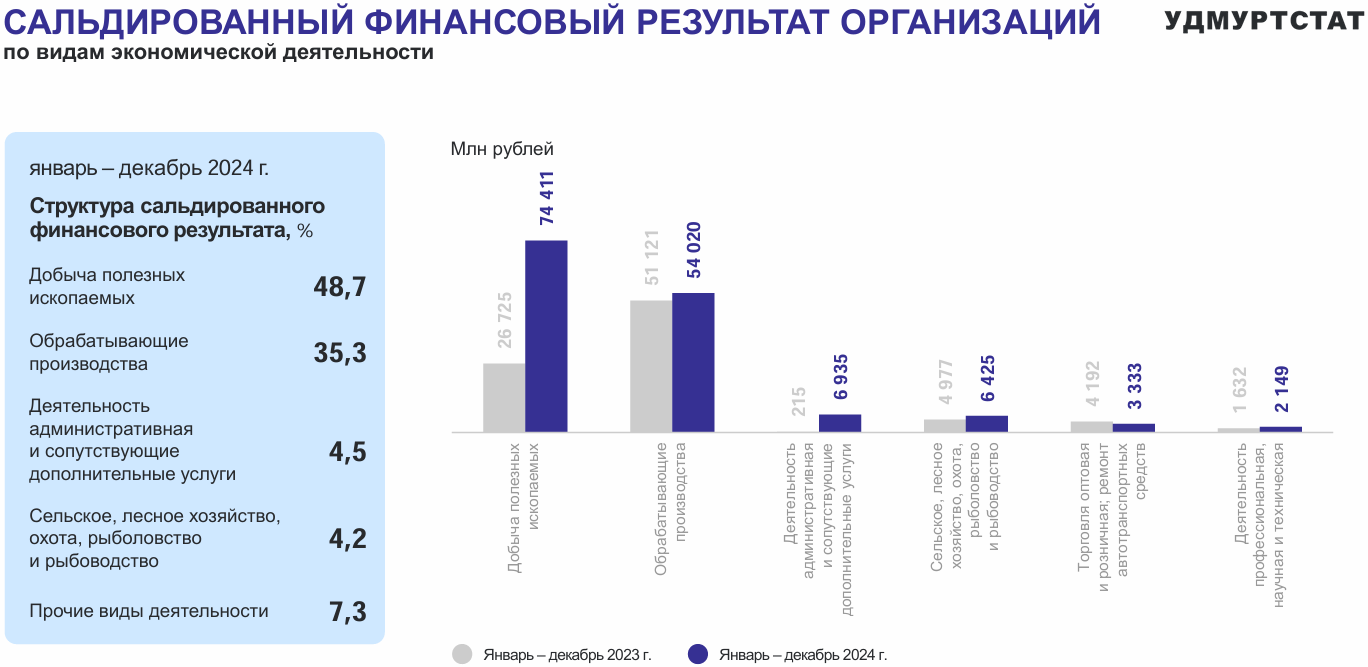 САЛЬДИРОВАННЫЙ ФИНАНСОВЫЙ РЕЗУЛЬТАТ ОРГАНИЗАЦИЙ
УДМУРТСТАТ
по видам экономической деятельности
январь – декабрь 2024 г.
Структура сальдированного
финансового результата, %
Добыча полезных
ископаемых
48,7
Обрабатывающие
производства
35,3
Деятельность
административная
и сопутствующие
дополнительные услуги
4,5
Сельское, лесное хозяйство,
охота, рыболовство
и рыбоводство
4,2
Прочие виды деятельности
7,3
Млн рублей
26 725
74 411
51 121
54 020
215
6 935
4 977
6 425
4 192
3 333
1 632
2 149
Добыча полезных
ископаемых
Обрабатывающие
производства
Деятельность
административная
и сопутствующие
дополнительные услуги
Сельское, лесное
хозяйство, охота,
рыболовство
и рыбоводство
Торговля оптовая
и розничная; ремонт
автотранспортных
средств
Деятельность
профессиональная,
научная и техническая
Январь – декабрь 2023 г.
Январь – декабрь 2024 г.